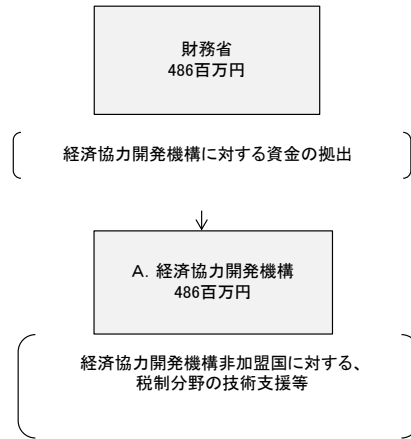 財務省
486百万円
経済協力開発機構に対する資金の拠出
A. 経済協力開発機構
486百万円
経済協力開発機構非加盟国に対する、
税制分野の技術支援等